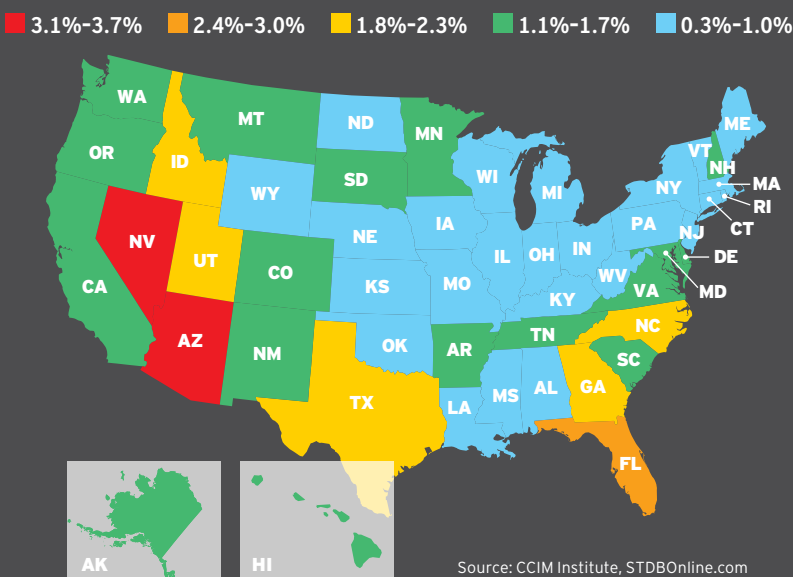 3.1%–3.7% 2.4%–3.0% 1.8%–2.3% 1.1%–1.7% 0.3%–1.0%
WA
MT
ND
MN
ME
OR
ID
SD
WI
VT
NH
WY
MI
NY
MA
RI
CT
NV
NE
IA
PA
NJ
UT
CO
IL
OH
IN
DE
CA
KS
MO
WV
MD
KY
VA
AZ
NM
OK
AR
TN
NC
SC
TX
LA
MS
AL
GA
FL
AK
HI
Source: CCIM Institute, STDBOnline.com